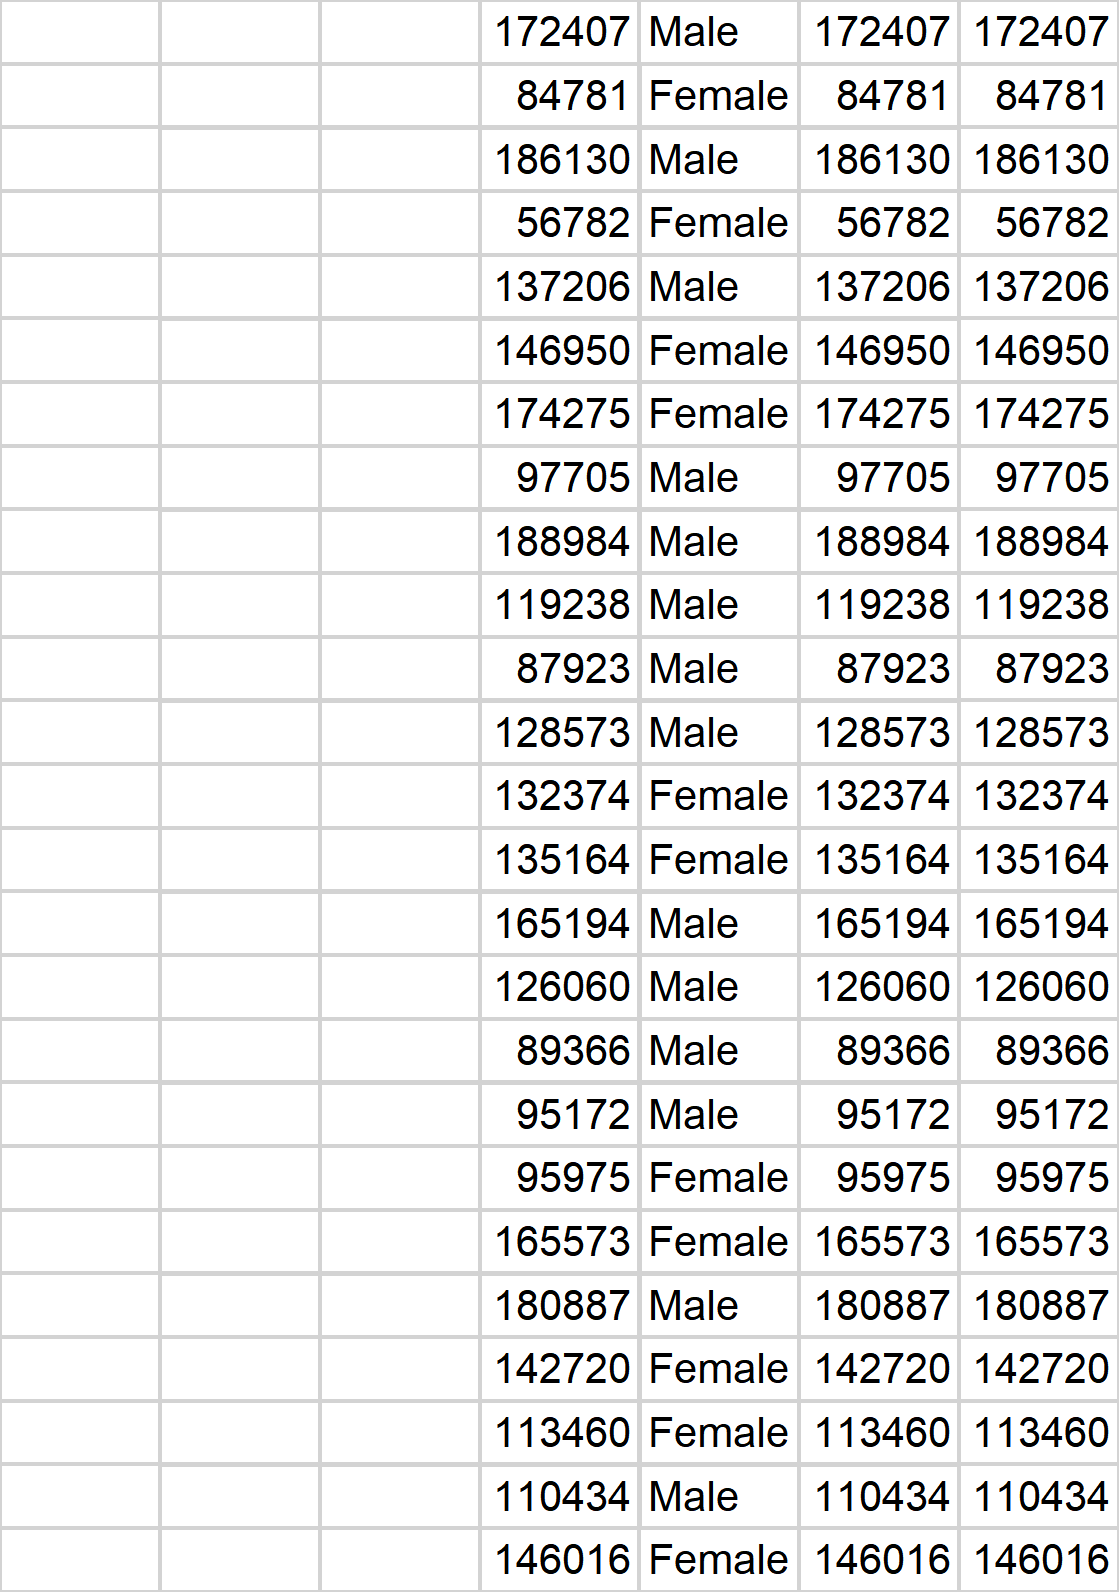 172407 Male 172407 172407
84781 Female 84781 84781
186130 Male 186130 186130
56782 Female 56782 56782
137206 Male 137206 137206
146950 Female 146950 146950
174275 Female 174275 174275
97705 Male 97705 97705
188984 Male 188984 188984
119238 Male 119238 119238
87923 Male 87923 87923
128573 Male 128573 128573
132374 Female 132374 132374
135164 Female 135164 135164
165194 Male 165194 165194
126060 Male 126060 126060
89366 Male 89366 89366
95172 Male 95172 95172
95975 Female 95975 95975
165573 Female 165573 165573
180887 Male 180887 180887
142720 Female 142720 142720
113460 Female 113460 113460
110434 Male 110434 110434
146016 Female 146016 146016